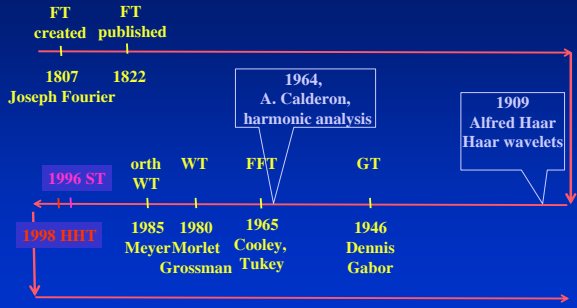 FT
created
FT
published
1807
Joseph Fourier
1822
1964,
A. Calderon,
harmonic analysis
1909
Alfred Haar
Haar wavelets
1996 ST
orth
WT
WT
FFT
GT
1998 HHT
1985
Meyer
1980
Morlet
Grossman
1965
Cooley,
Tukey
1946
Dennis
Gabor